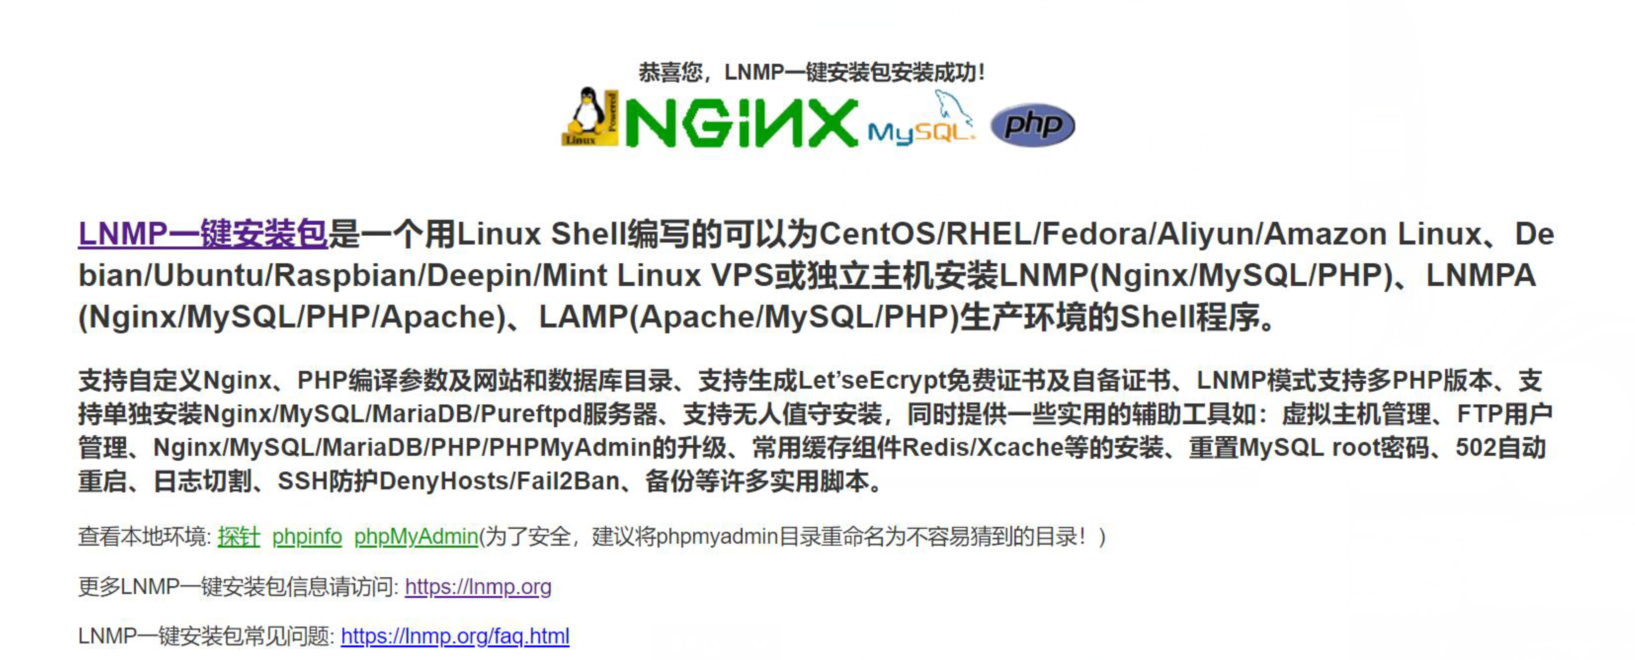 恭喜您，LNMP一键安装包安装成功！
Linux Powered NGiNX MySQL php
LNMP一键安装包是一个用Linux Shell编写的可以为CentOS/RHEL/Fedora/Aliyun/Amazon Linux、De
bian/Ubuntu/Raspbian/Deepin/Mint Linux VPS或独立主机安装LNMP(Nginx/MySQL/PHP)、LNMPA
(Nginx/MySQL/PHP/Apache)、LAMP(Apache/MySQL/PHP)生产环境的Shell程序。
支持自定义Nginx、PHP编译参数及网站和数据库目录、支持生成Let’seEcrypt免费证书及自备证书、LNMP模式支持多PHP版本、支
持单独安装Nginx/MySQL/MariaDB/Pureftpd服务器、支持无人值守安装，同时提供一些实用的辅助工具如：虚拟主机管理、FTP用户
管理、Nginx/MySQL/MariaDB/PHP/PHPMyAdmin的升级、常用缓存组件Redis/Xcache等的安装、重置MySQL root密码、502自动
重启、日志切割、SSH防护DenyHosts/Fail2Ban、备份等许多实用脚本。
查看本地环境: 探针 phpinfo phpMyAdmin(为了安全，建议将phpmyadmin目录重命名为不容易猜到的目录！)
更多LNMP一键安装包信息请访问: https://lnmp.org
LNMP一键安装包常见问题: https://lnmp.org/faq.html